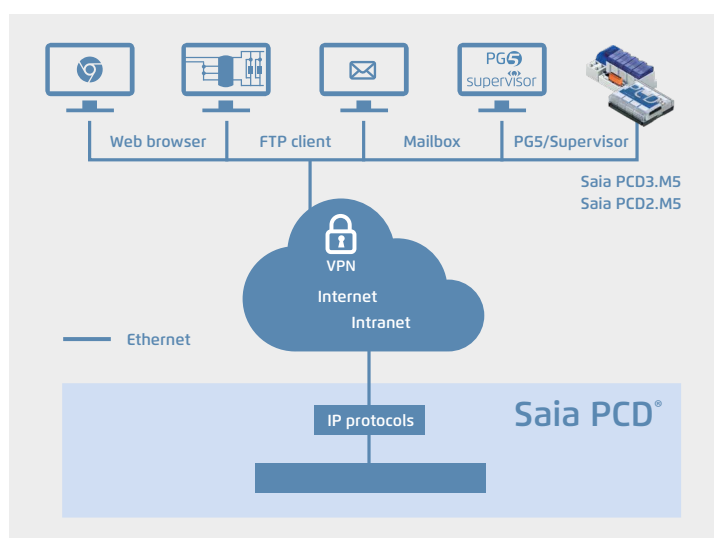 PG5
supervisor
Web browser
FTP client
Mailbox
PG5/Supervisor
Saia PCD3.M5
Saia PCD2.M5
VPN
Internet
Intranet
Ethernet
IP protocols
Saia PCD®
PCD